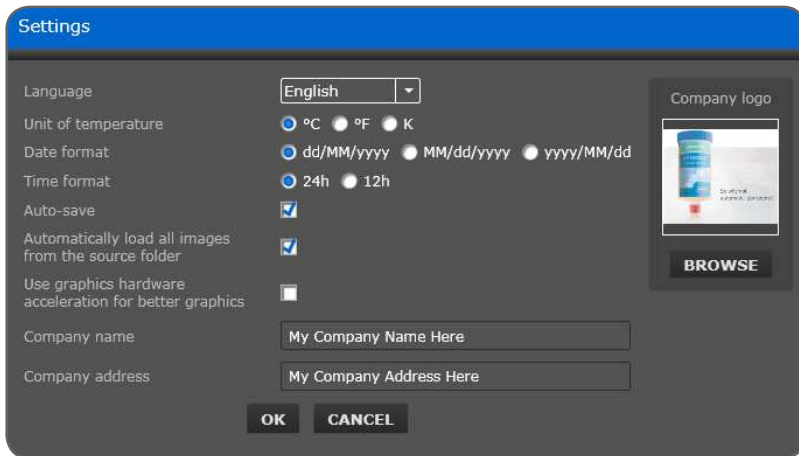 Settings
Language
English
Company logo
Unit of temperature
ºC ºF K
Date format
dd/MM/yyyy MM/dd/yyyy yyyy/MM/dd
Time format
24h 12h
Auto-save
Automatically load all images
from the source folder
BROWSE
Use graphics hardware
acceleration for better graphics
Company name
My Company Name Here
Company address
My Company Address Here
OK CANCEL